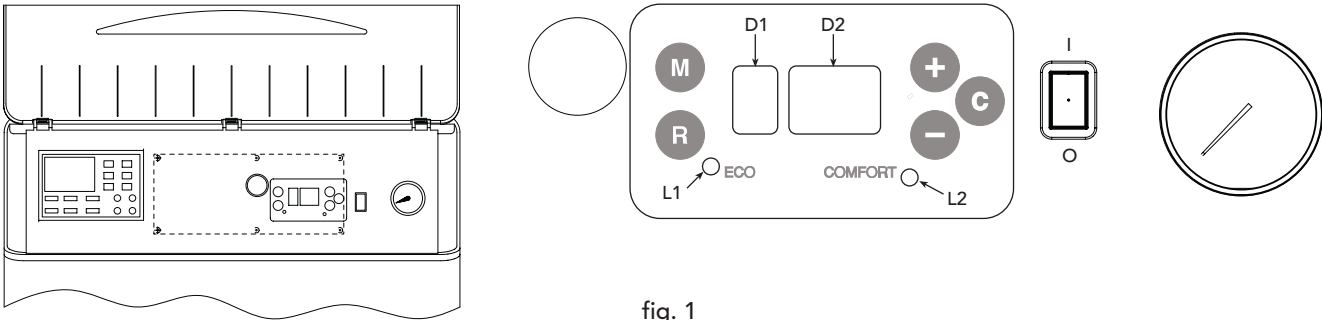 D1 D2
M
+
C
R
−
ECO COMFORT
L1 L2
I
O
fig. 1